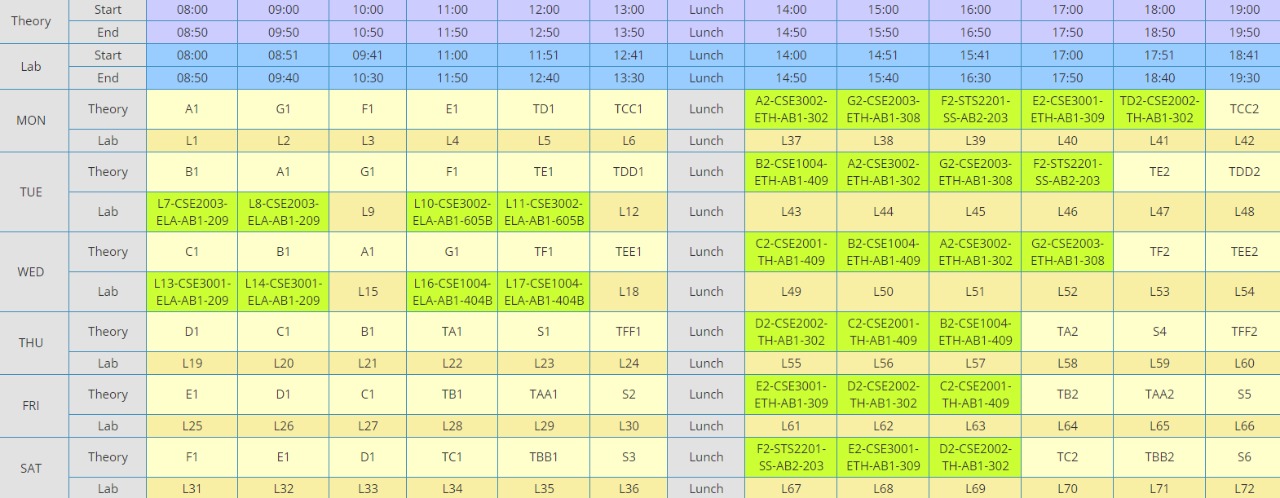 Theory Start 08:00 09:00 10:00 11:00 12:00 13:00 Lunch 14:00 15:00 16:00 17:00 18:00 19:00
End 08:50 09:50 10:50 11:50 12:50 13:50 Lunch 14:50 15:50 16:50 17:50 18:50 19:50
Lab Start 08:00 08:51 09:41 11:00 11:51 12:41 Lunch 14:00 14:51 15:41 17:00 17:51 18:41
End 08:50 09:40 10:30 11:50 12:40 13:30 Lunch 14:50 15:40 16:30 17:50 18:40 19:30
MON Theory A1 G1 F1 E1 TD1 TCC1 Lunch A2-CSE3002-ETH-AB1-302 G2-CSE2003-ETH-AB1-308 F2-STS2201-SS-AB2-203 E2-CSE3001-ETH-AB1-309 TD2-CSE2002-TH-AB1-302 TCC2
Lab L1 L2 L3 L4 L5 L6 Lunch L37 L38 L39 L40 L41 L42
TUE Theory B1 A1 G1 F1 TE1 TDD1 Lunch B2-CSE1004-ETH-AB1-409 A2-CSE3002-ETH-AB1-302 G2-CSE2003-ETH-AB1-308 F2-STS2201-SS-AB2-203 TE2 TDD2
Lab L7-CSE2003-ELA-AB1-209 L8-CSE2003-ELA-AB1-209 L9 L10-CSE3002-ELA-AB1-605B L11-CSE3002-ELA-AB1-605B L12 Lunch L43 L44 L45 L46 L47 L48
WED Theory C1 B1 A1 G1 TF1 TEE1 Lunch C2-CSE2001-TH-AB1-409 B2-CSE1004-ETH-AB1-409 A2-CSE3002-ETH-AB1-302 G2-CSE2003-ETH-AB1-308 TF2 TEE2
Lab L13-CSE3001-ELA-AB1-209 L14-CSE3001-ELA-AB1-209 L15 L16-CSE1004-ELA-AB1-404B L17-CSE1004-ELA-AB1-404B L18 Lunch L49 L50 L51 L52 L53 L54
THU Theory D1 C1 B1 TA1 S1 TFF1 Lunch D2-CSE2002-TH-AB1-302 C2-CSE2001-TH-AB1-409 B2-CSE1004-ETH-AB1-409 TA2 S4 TFF2
Lab L19 L20 L21 L22 L23 L24 Lunch L55 L56 L57 L58 L59 L60
FRI Theory E1 D1 C1 TB1 TAA1 S2 Lunch E2-CSE3001-ETH-AB1-309 D2-CSE2002-TH-AB1-302 C2-CSE2001-TH-AB1-409 TB2 TAA2 S5
Lab L25 L26 L27 L28 L29 L30 Lunch L61 L62 L63 L64 L65 L66
SAT Theory F1 E1 D1 TC1 TBB1 S3 Lunch F2-STS2201-SS-AB2-203 E2-CSE3001-ETH-AB1-309 D2-CSE2002-TH-AB1-302 TC2 TBB2 S6
Lab L31 L32 L33 L34 L35 L36 Lunch L67 L68 L69 L70 L71 L72